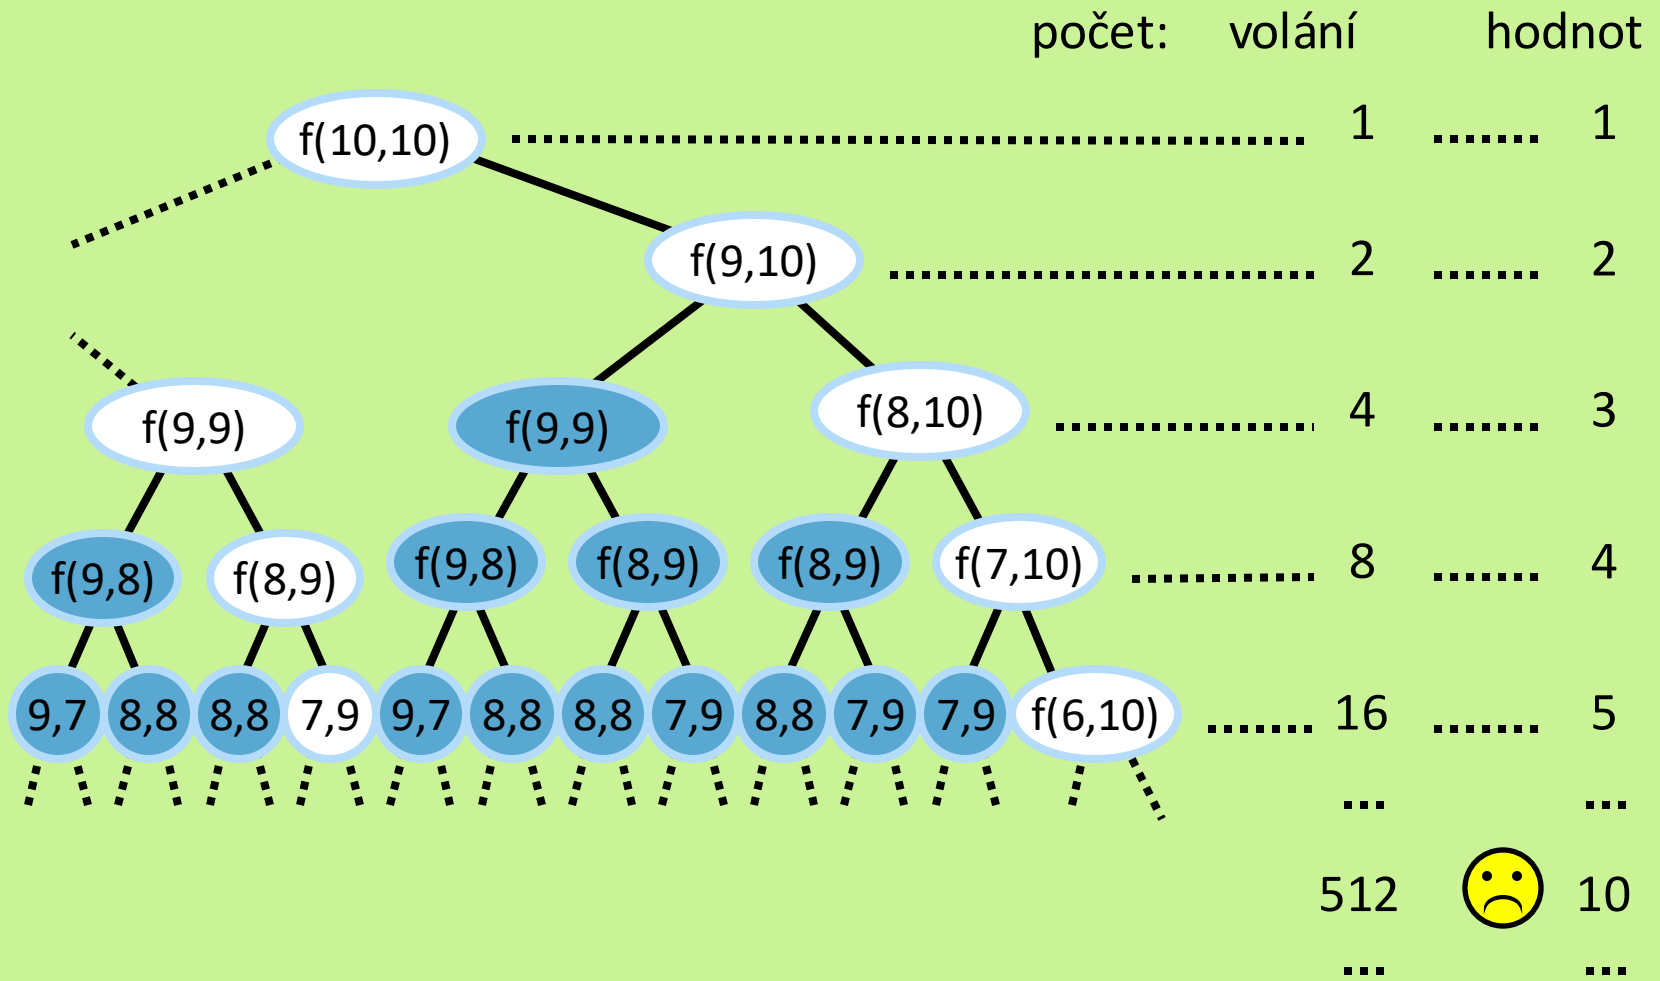 počet: volání hodnot
f(10,10) 1 1
f(9,10) 2 2
f(9,9) f(9,9) f(8,10) 4 3
f(9,8) f(8,9) f(9,8) f(8,9) f(8,9) f(7,10) 8 4
9,7 8,8 8,8 7,9 9,7 8,8 8,8 7,9 8,8 7,9 7,9 f(6,10) 16 5
... ...
512 10
... ...